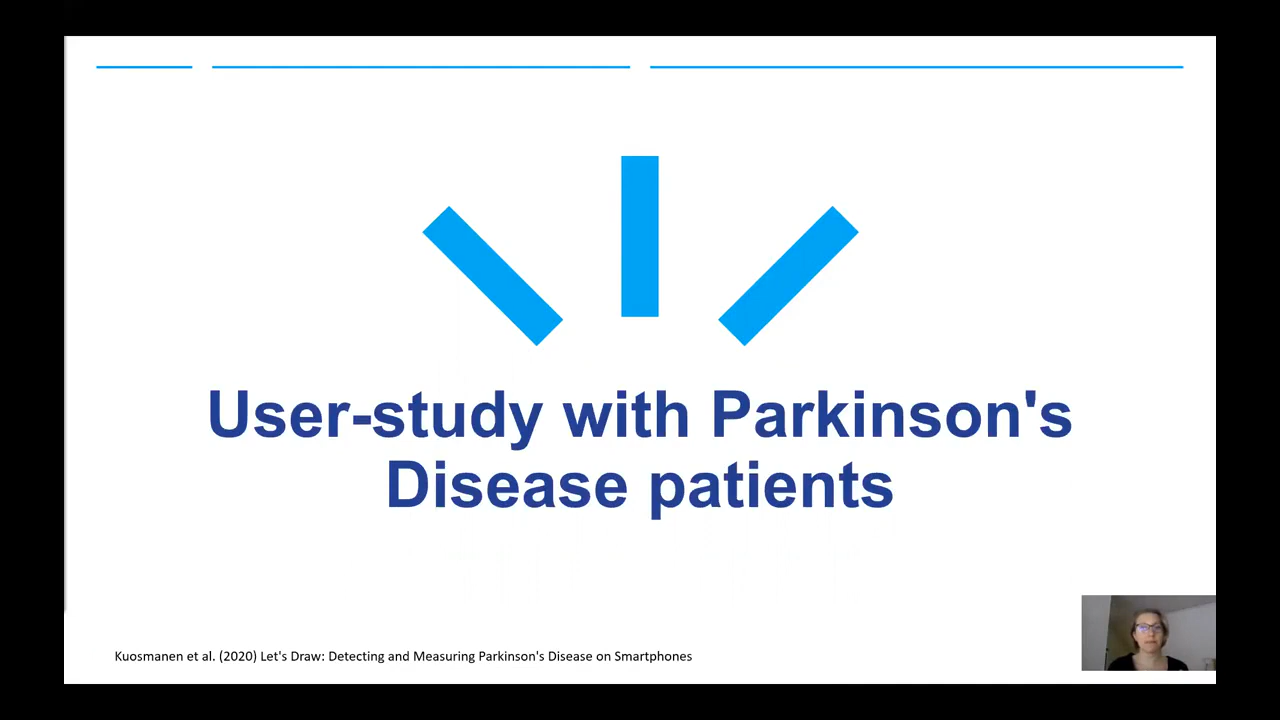 User-study with Parkinson's
Disease patients
Kuosmanen et al. (2020) Let's Draw: Detecting and Measuring Parkinson's Disease on Smartphones